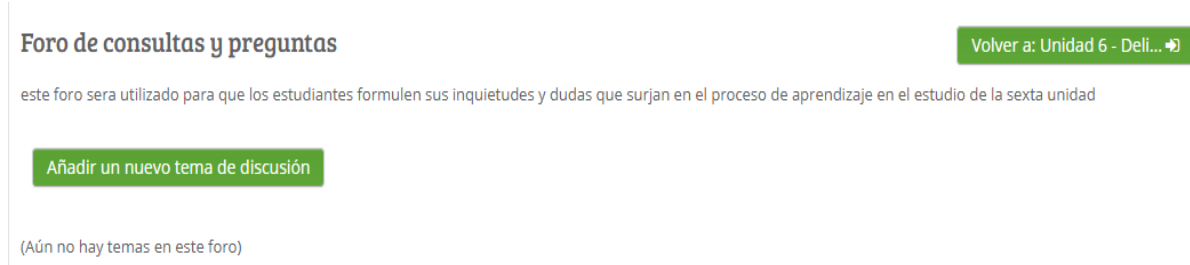 Foro de consultas y preguntas
Volver a: Unidad 6 - Deli...
este foro sera utilizado para que los estudiantes formulen sus inquietudes y dudas que surjan en el proceso de aprendizaje en el estudio de la sexta unidad
Añadir un nuevo tema de discusión
(Aún no hay temas en este foro)